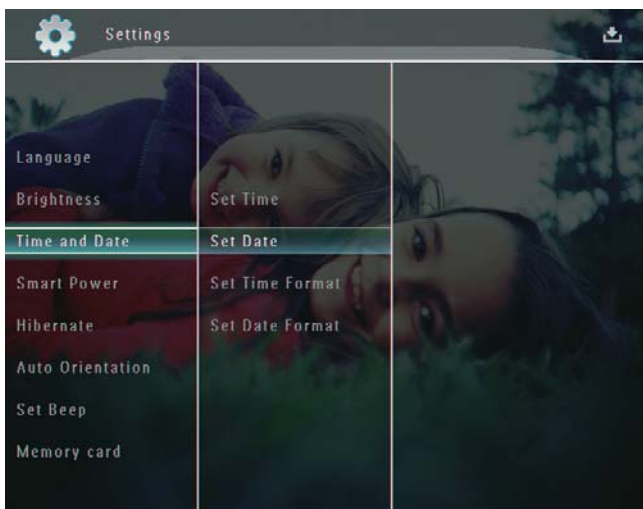 Settings
Language
Brightness
Time and Date
Smart Power
Hibernate
Auto Orientation
Set Beep
Memory card
Set Time
Set Date
Set Time Format
Set Date Format